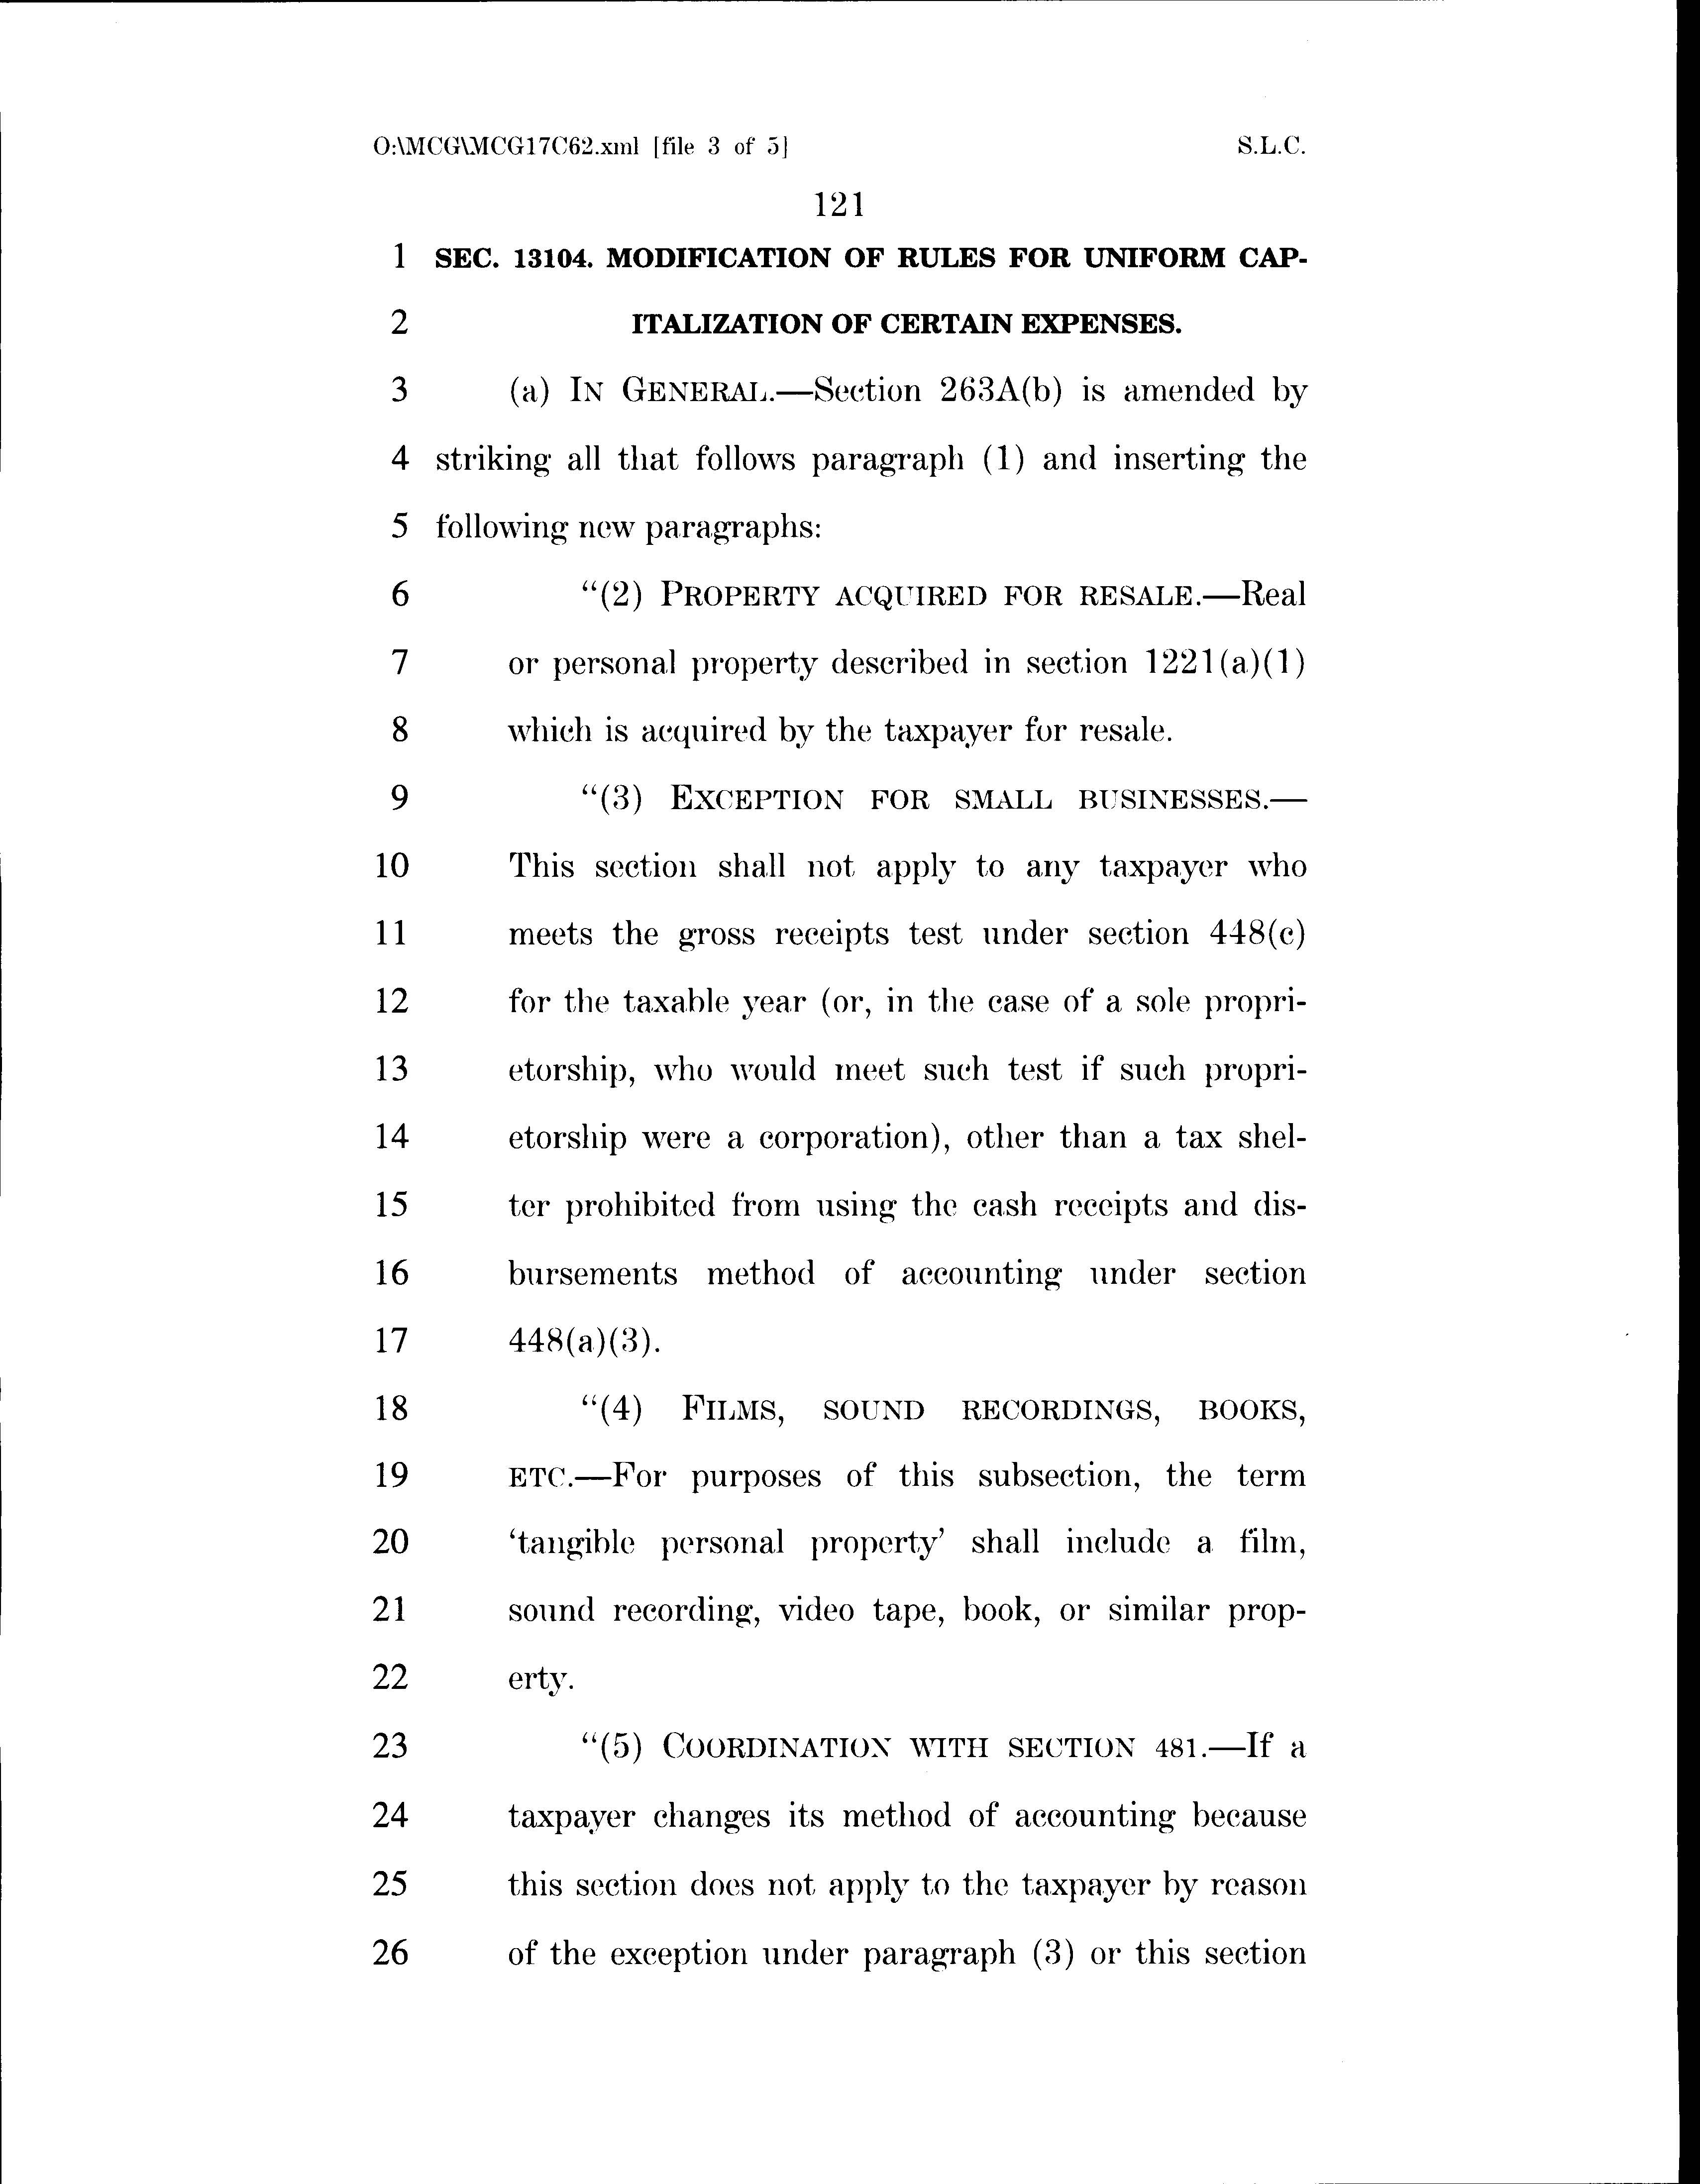 O:\MCG\MCG17C62.xml [file 3 of 5] S.L.C.
121
1 SEC. 13104. MODIFICATION OF RULES FOR UNIFORM CAP-
2 ITALIZATION OF CERTAIN EXPENSES.
3 (a) IN GENERAL.—Section 263A(b) is amended by
4 striking all that follows paragraph (1) and inserting the
5 following new paragraphs:
6 “(2) PROPERTY ACQUIRED FOR RESALE.—Real
7 or personal property described in section 1221(a)(1)
8 which is acquired by the taxpayer for resale.
9 “(3) EXCEPTION FOR SMALL BUSINESSES.—
10 This section shall not apply to any taxpayer who
11 meets the gross receipts test under section 448(c)
12 for the taxable year (or, in the case of a sole propri-
13 etorship, who would meet such test if such propri-
14 etorship were a corporation), other than a tax shel-
15 ter prohibited from using the cash receipts and dis-
16 bursements method of accounting under section
17 448(a)(3).
18 “(4) FILMS, SOUND RECORDINGS, BOOKS,
19 ETC.—For purposes of this subsection, the term
20 ‘tangible personal property’ shall include a film,
21 sound recording, video tape, book, or similar prop-
22 erty.
23 “(5) COORDINATION WITH SECTION 481.—If a
24 taxpayer changes its method of accounting because
25 this section does not apply to the taxpayer by reason
26 of the exception under paragraph (3) or this section